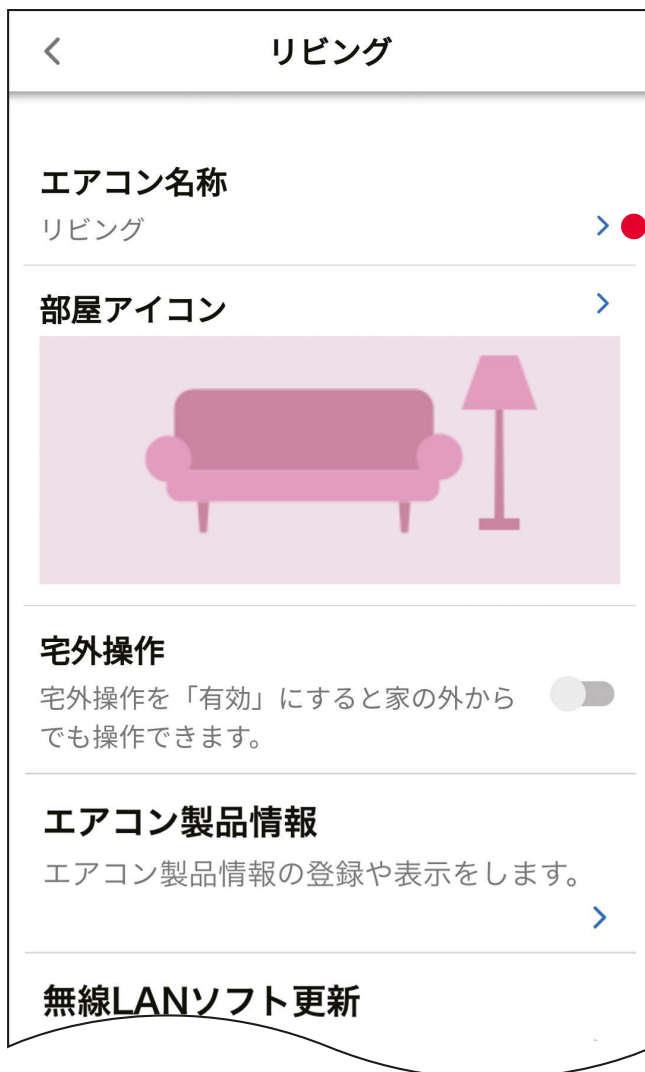 リビング
エアコン名称
リビング
部屋アイコン
宅外操作
宅外操作を「有効」にすると家の外から
でも操作できます。
エアコン製品情報
エアコン製品情報の登録や表示をします。
無線LANソフト更新